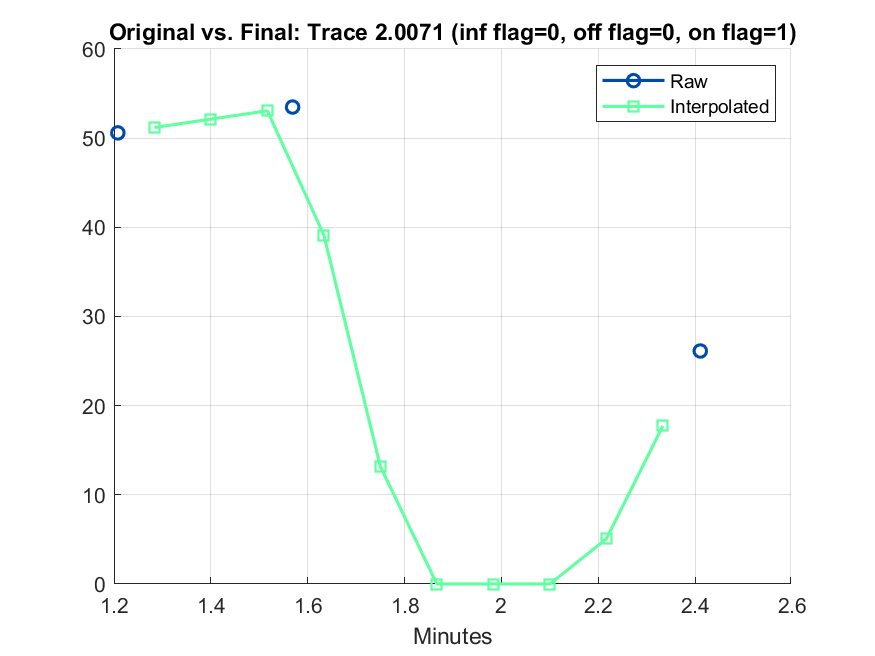 Original vs. Final: Trace 2.0071 (inf flag=0, off flag=0, on flag=1)
Raw
Interpolated
60
50
40
30
20
10
0
1.2 1.4 1.6 1.8 2 2.2 2.4 2.6
Minutes